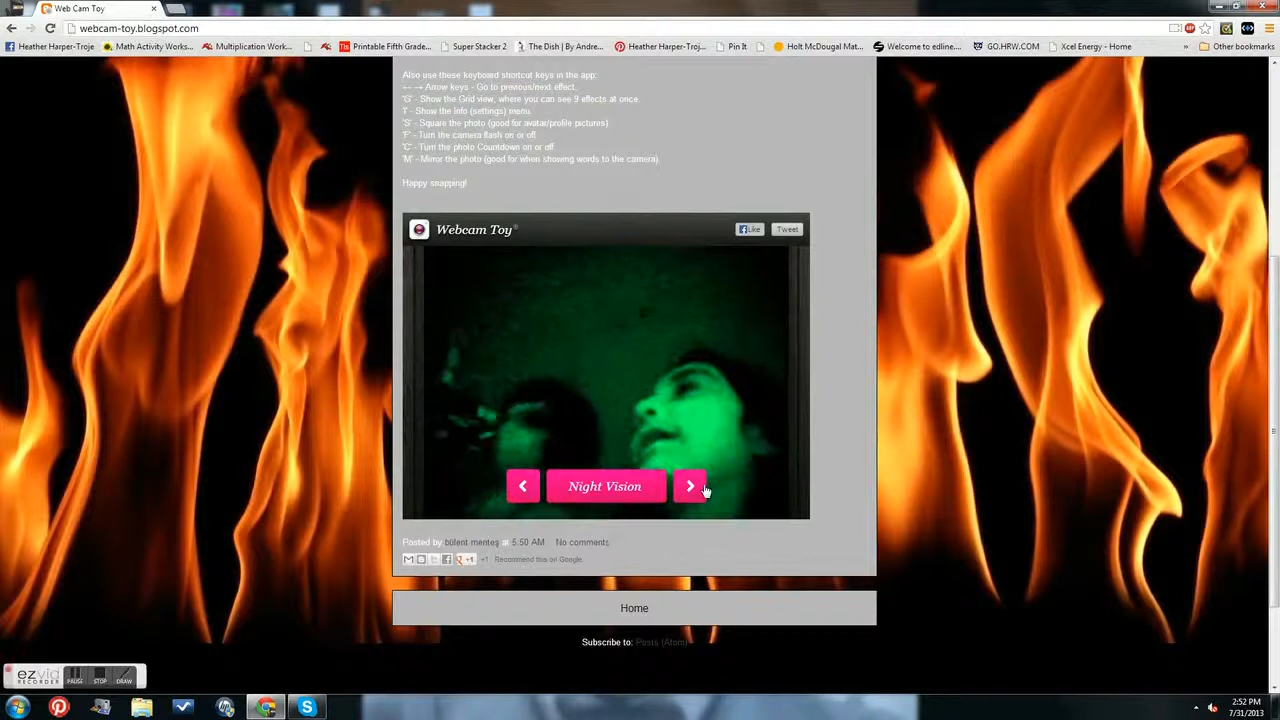 Web Cam Toy
webcam-toy.blogspot.com
Heather Harper-Troje
Math Activity Works...
Multiplication Work...
Printable Fifth Grade...
Super Stacker 2
The Dish | By Andre...
Heather Harper-Troj...
Pin It
Holt McDougal Mat...
Welcome to edline....
GO.HRW.COM
Xcel Energy - Home
»
Other bookmarks
Also use these keyboard shortcut keys in the app:
← → Arrow keys - Go to previous/next effect.
'G' - Show the Grid view, where you can see 9 effects at once.
'I' - Show the Info (settings) menu.
'S' - Square the photo (good for avatar/profile pictures)
'F' - Turn the camera flash on or off
'C' - Turn the photo Countdown on or off
'M' - Mirror the photo (good for when showing words to the camera).
Happy snapping!
Webcam Toy®
Like
Tweet
Night Vision
Posted by bülent menteş at 5:50 AM No comments:
+1 +1 Recommend this on Google
Home
Subscribe to: Posts (Atom)
ezvid
RECORDER
PAUSE
STOP
DRAW
2:52 PM
7/31/2013